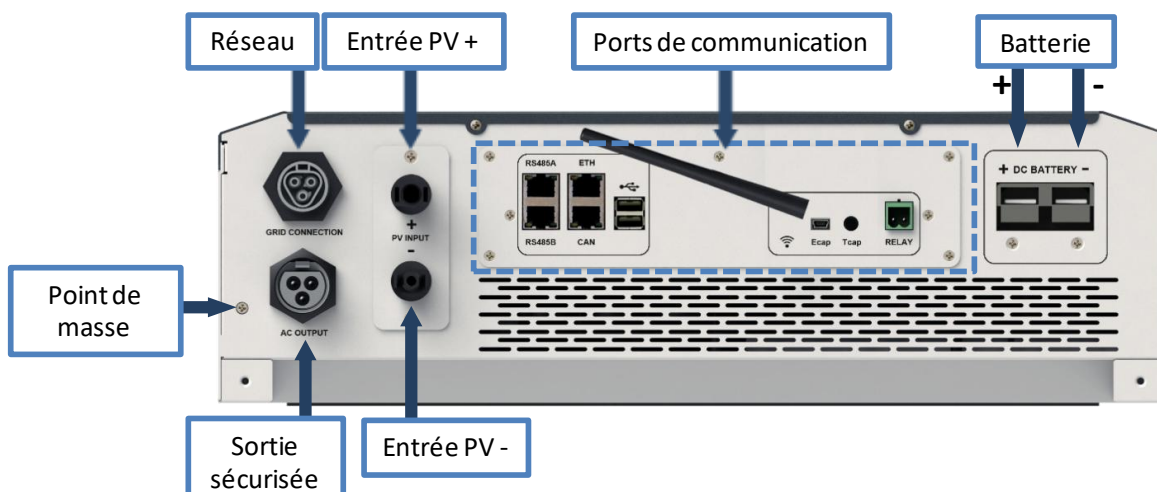 Réseau
Entrée PV +
Ports de communication
Batterie
+ -
RS485A ETH
+ DC BATTERY -
GRID CONNECTION
+
PV INPUT
-
RS485B CAN
Ecap Tcap RELAY
Point de
masse
AC OUTPUT
Sortie
sécurisée
Entrée PV -